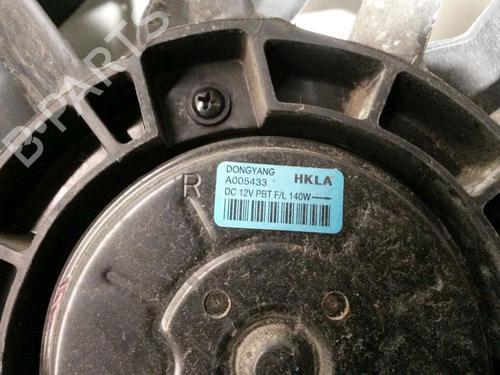 B-PARTS
DONGYANG
A005433 HKLA
DC 12V PBT F/L 140W
R